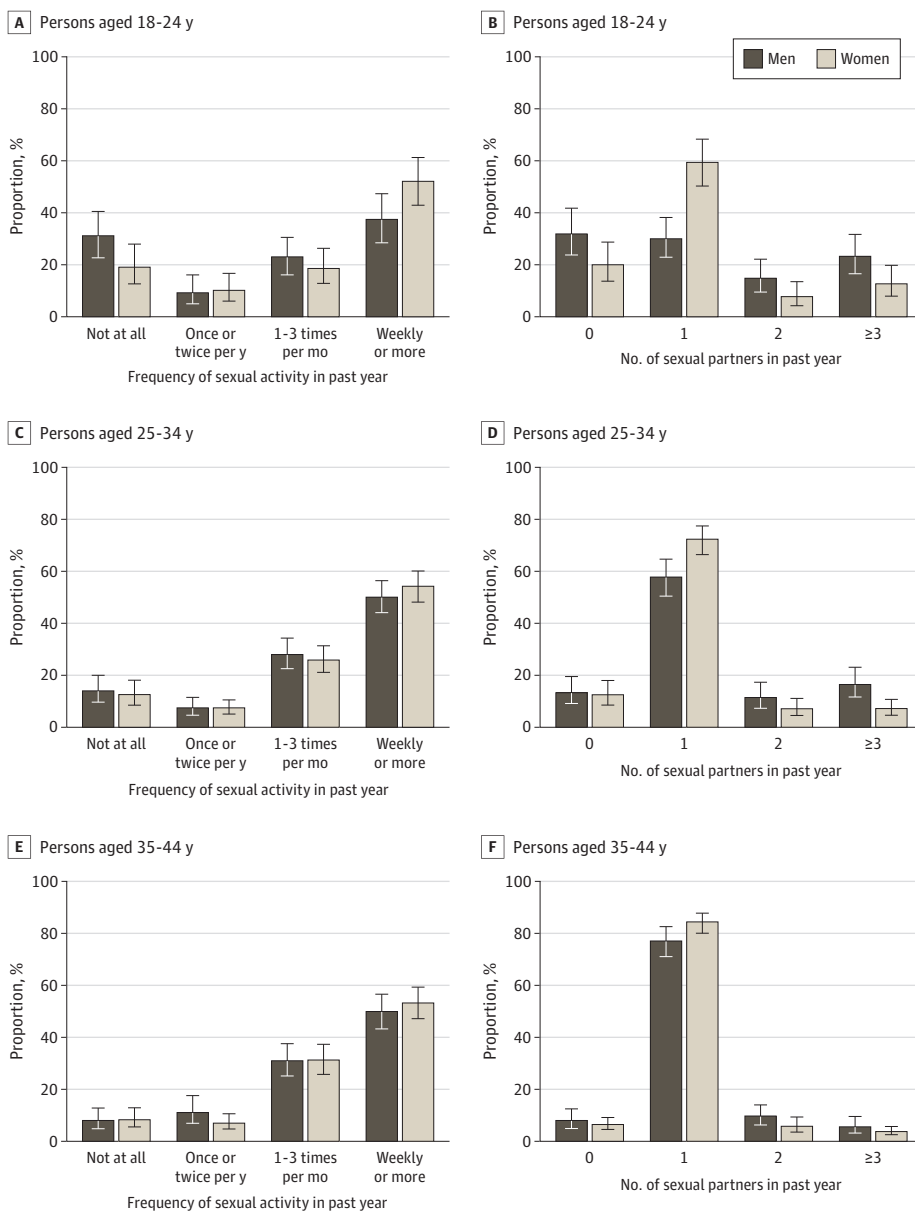 A Persons aged 18-24 y
100
80
60
40
20
0
Proportion, %
Not at all
Once or
twice per y
1-3 times
per mo
Weekly
or more
Frequency of sexual activity in past year
B Persons aged 18-24 y
Men Women
100
80
60
40
20
0
Proportion, %
0 1 2 ≥3
No. of sexual partners in past year
C Persons aged 25-34 y
100
80
60
40
20
0
Proportion, %
Not at all
Once or
twice per y
1-3 times
per mo
Weekly
or more
Frequency of sexual activity in past year
D Persons aged 25-34 y
100
80
60
40
20
0
Proportion, %
0 1 2 ≥3
No. of sexual partners in past year
E Persons aged 35-44 y
100
80
60
40
20
0
Proportion, %
Not at all
Once or
twice per y
1-3 times
per mo
Weekly
or more
Frequency of sexual activity in past year
F Persons aged 35-44 y
100
80
60
40
20
0
Proportion, %
0 1 2 ≥3
No. of sexual partners in past year